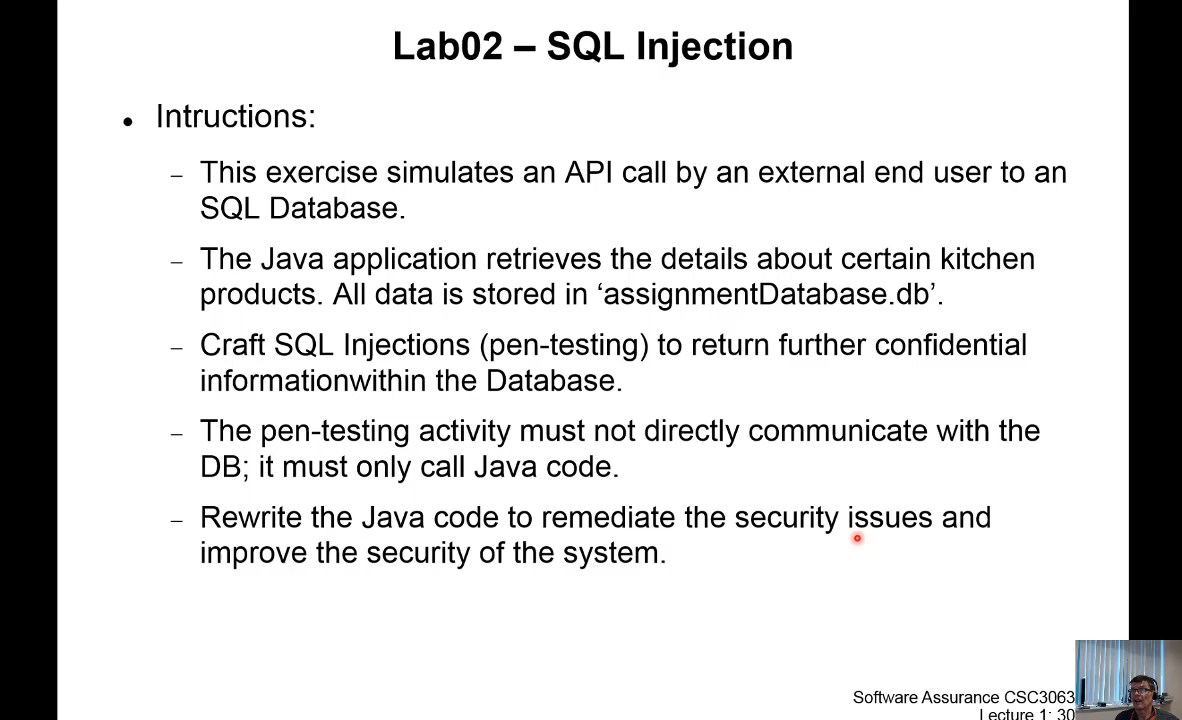 Lab02 – SQL Injection
● Intructions:
– This exercise simulates an API call by an external end user to an
SQL Database.
– The Java application retrieves the details about certain kitchen
products. All data is stored in ‘assignmentDatabase.db’.
– Craft SQL Injections (pen-testing) to return further confidential
informationwithin the Database.
– The pen-testing activity must not directly communicate with the
DB; it must only call Java code.
– Rewrite the Java code to remediate the security issues and
improve the security of the system.
Software Assurance CSC3063
Lecture 1: 30